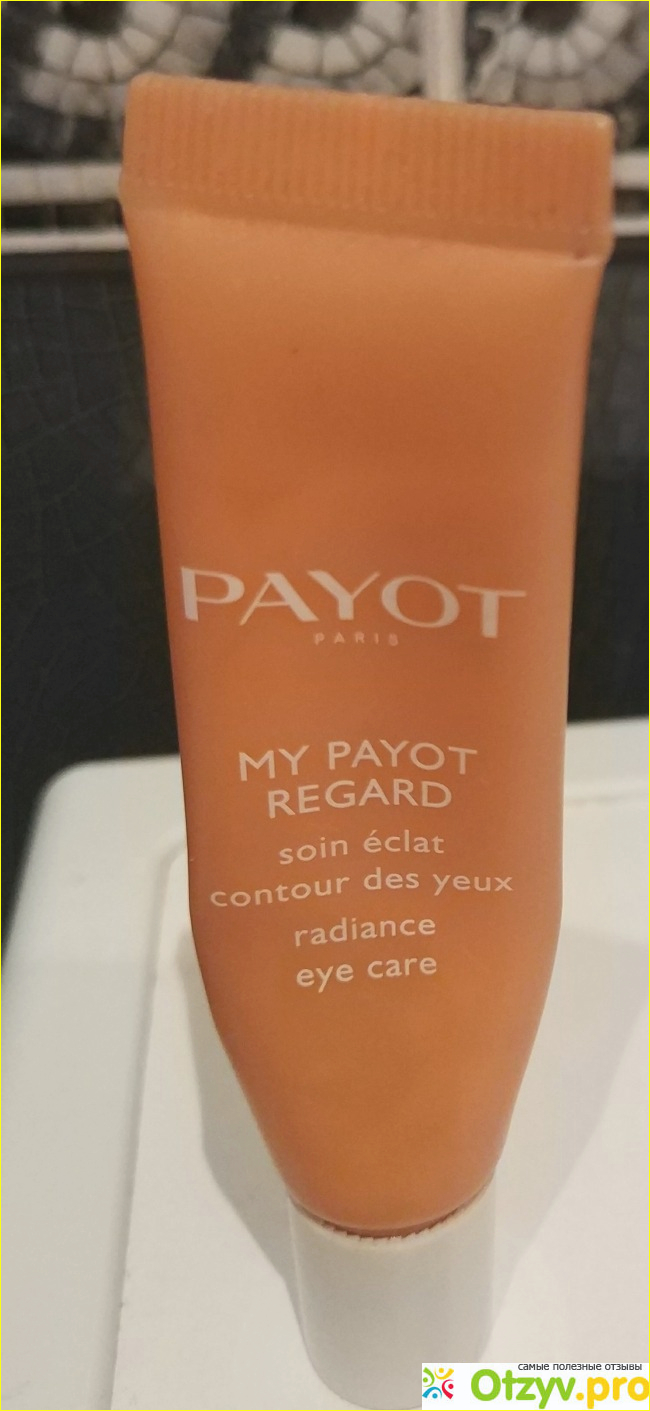 PAYOT
PARIS
MY PAYOT
REGARD
soin éclat
contour des yeux
radiance
eye care
самые полезные отзывы
Otzyv.pro